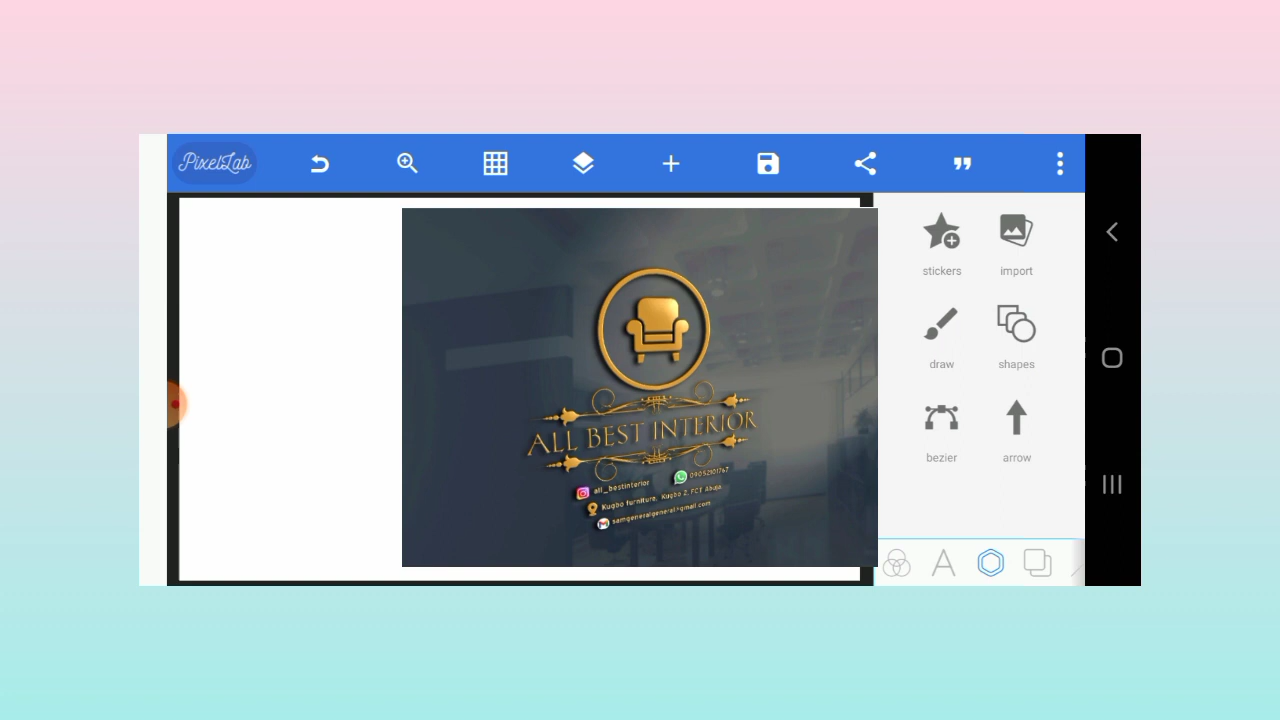 PixelLab
stickers
import
draw
shapes
bezier
arrow
ALL BEST INTERIOR
all_bestinterior
09052101767
Kugbo furniture, Kugbo 2, FCT Abuja.
samgeneralgeneral@gmail.com